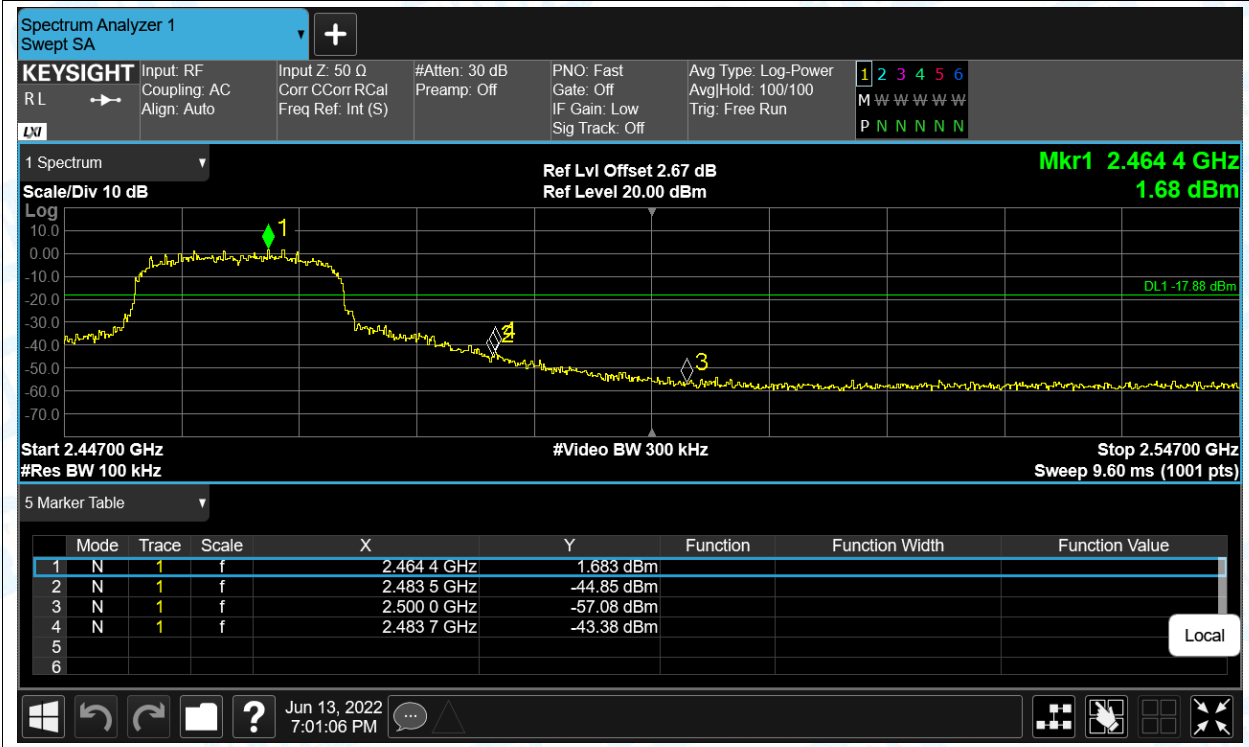 Spectrum Analyzer 1
Swept SA
+
KEYSIGHT
R L
LXI
Input: RF
Coupling: AC
Align: Auto
Input Z: 50 Ω
Corr CCorr RCal
Freq Ref: Int (S)
#Atten: 30 dB
Preamp: Off
PNO: Fast
Gate: Off
IF Gain: Low
Sig Track: Off
Avg Type: Log-Power
Avg|Hold: 100/100
Trig: Free Run
1 2 3 4 5 6
M W W W W W
P N N N N N
1 Spectrum
Scale/Div 10 dB
Ref Lvl Offset 2.67 dB
Ref Level 20.00 dBm
Mkr1 2.464 4 GHz
1.68 dBm
Log
10.0
0.00
-10.0
-20.0
-30.0
-40.0
-50.0
-60.0
-70.0
1
2
4
3
DL1 -17.88 dBm
Start 2.44700 GHz
#Res BW 100 kHz
#Video BW 300 kHz
Stop 2.54700 GHz
Sweep 9.60 ms (1001 pts)
5 Marker Table
Mode Trace Scale X Y Function Function Width Function Value
1 N 1 f 2.464 4 GHz 1.683 dBm
2 N 1 f 2.483 5 GHz -44.85 dBm
3 N 1 f 2.500 0 GHz -57.08 dBm
4 N 1 f 2.483 7 GHz -43.38 dBm
5
6
Local
?
Jun 13, 2022
7:01:06 PM